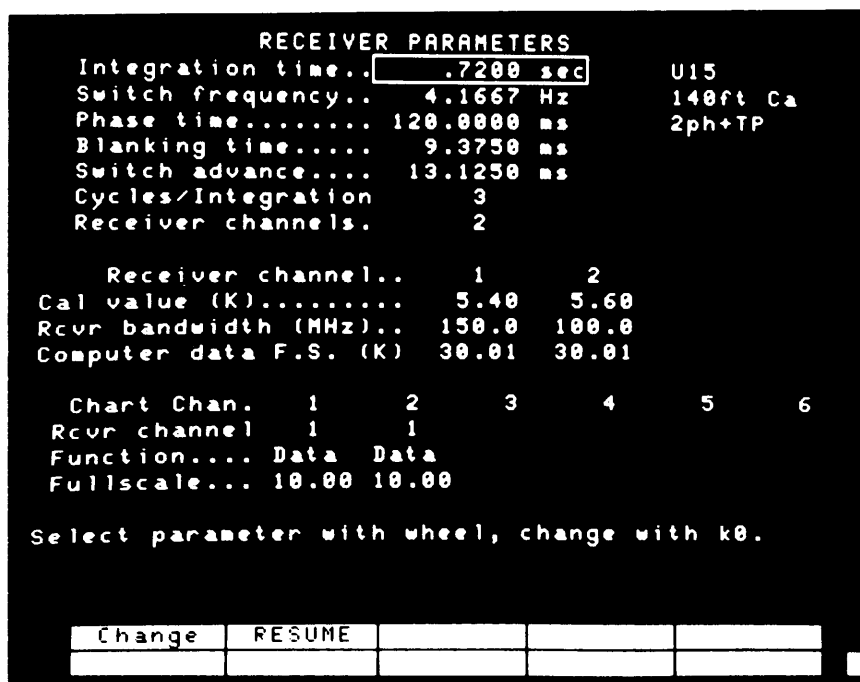 RECEIVER PARAMETERS
Integration time.. .7200 sec U15
Switch frequency.. 4.1667 Hz 140ft Ca
Phase time........ 120.0000 ms 2ph+TP
Blanking time..... 9.3750 ms
Switch advance.... 13.1250 ms
Cycles/Integration 3
Receiver channels. 2
Receiver channel.. 1 2
Cal value (K)......... 5.40 5.60
Rcvr bandwidth (MHz).. 150.0 100.0
Computer data F.S. (K) 30.01 30.01
Chart Chan. 1 2 3 4 5 6
Rcvr channel 1 1
Function.... Data Data
Fullscale... 10.00 10.00
Select parameter with wheel, change with k0.
Change RESUME